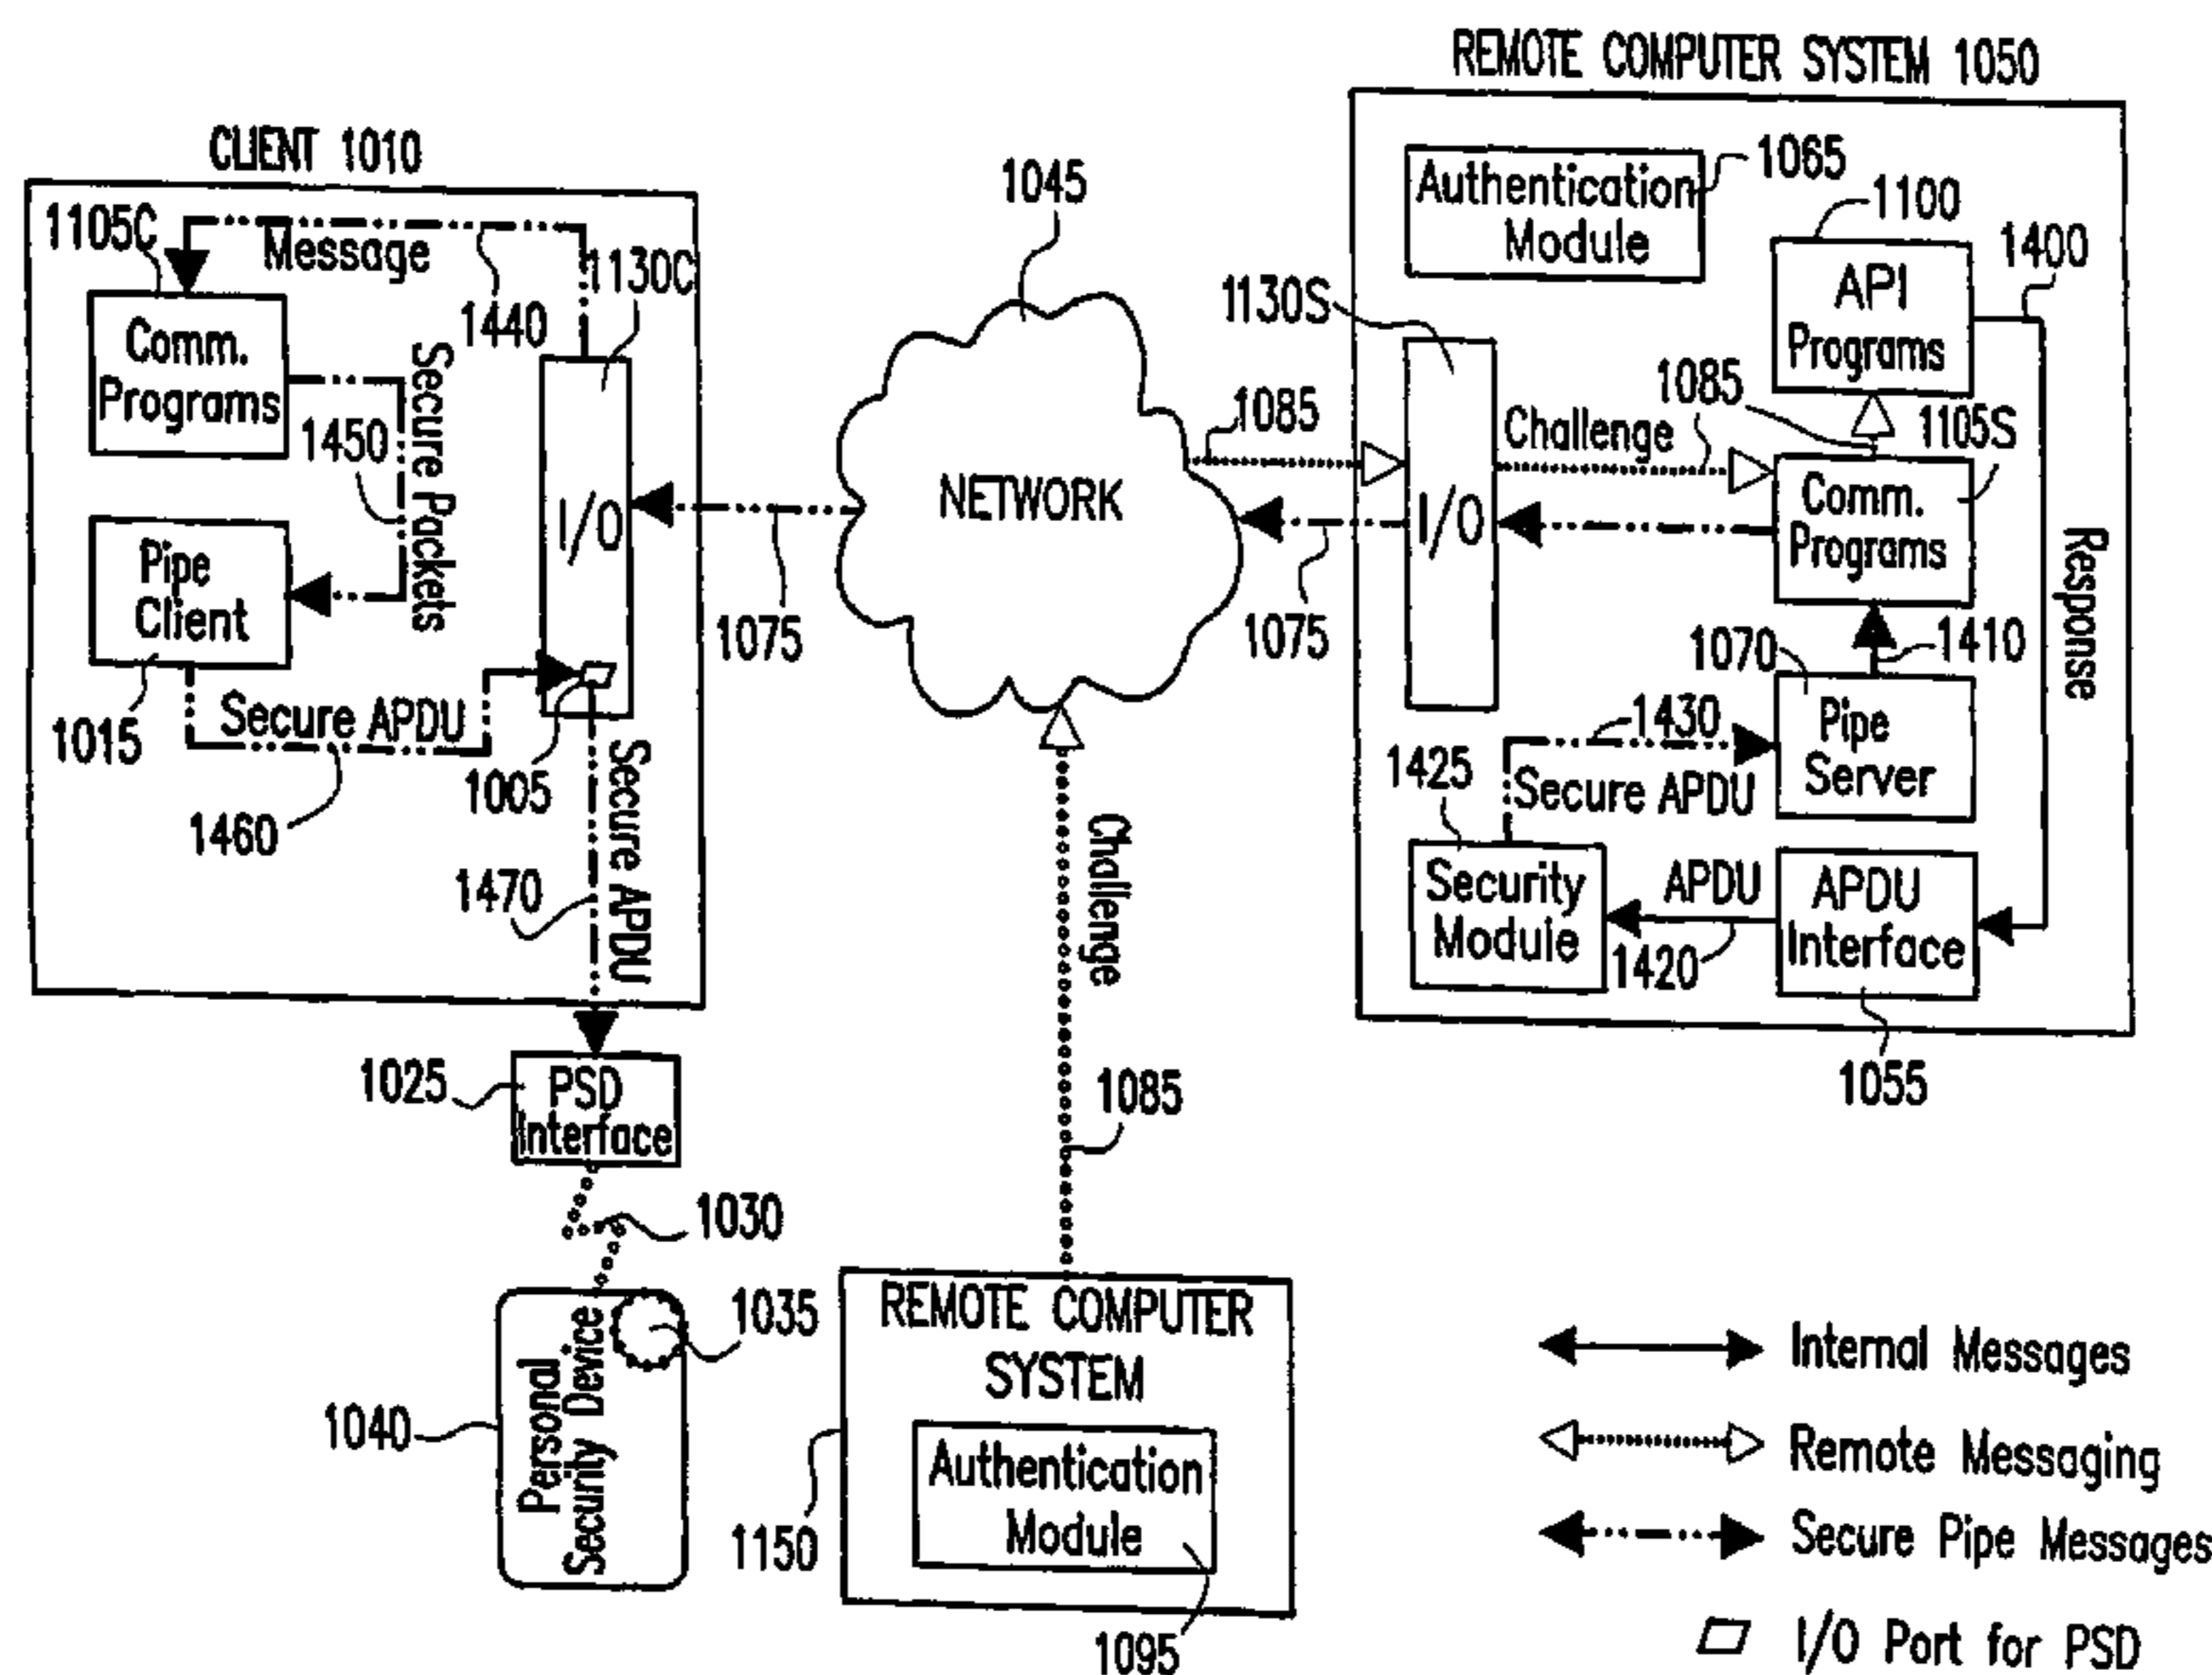 REMOTE COMPUTER SYSTEM 1050
CLIENT 1010
1105C
Message
1440
1130C
Comm.
Programs
1450
Secure Packets
I/O
Pipe
Client
1015
Secure APDU
1460
1005
Secure APDU
1470
1075
1045
NETWORK
1085
1075
Authentication
Module
1065
1100
API
Programs
1400
1130S
I/O
Challenge
1085
1105S
Comm.
Programs
Response
1410
1070
Pipe
Server
1430
Secure APDU
1425
Security
Module
APDU
1420
APDU
Interface
1055
1025
PSD
Interface
1030
1035
1040
Personal
Security Device
Challenge
1085
REMOTE COMPUTER
SYSTEM
Authentication
Module
1150
1095
Internal Messages
Remote Messaging
Secure Pipe Messages
I/O Port for PSD